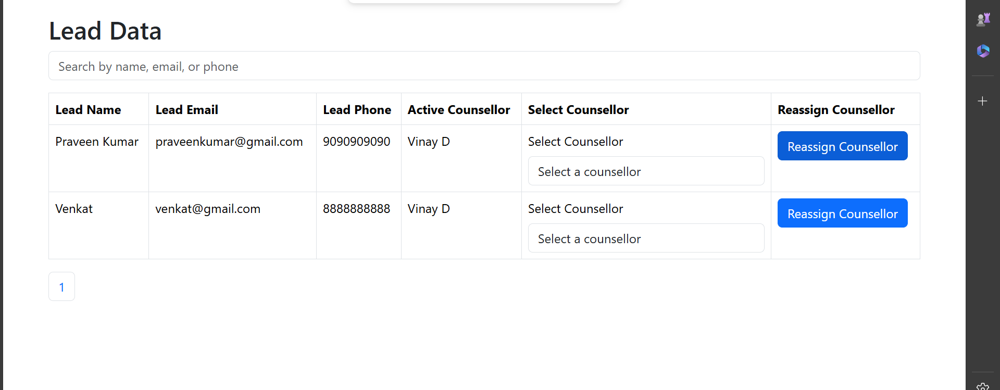 Lead Data
Search by name, email, or phone
Lead Name Lead Email Lead Phone Active Counsellor Select Counsellor Reassign Counsellor
Praveen Kumar praveenkumar@gmail.com 9090909090 Vinay D Select Counsellor Reassign Counsellor
Select a counsellor
Venkat venkat@gmail.com 8888888888 Vinay D Select Counsellor Reassign Counsellor
Select a counsellor
1